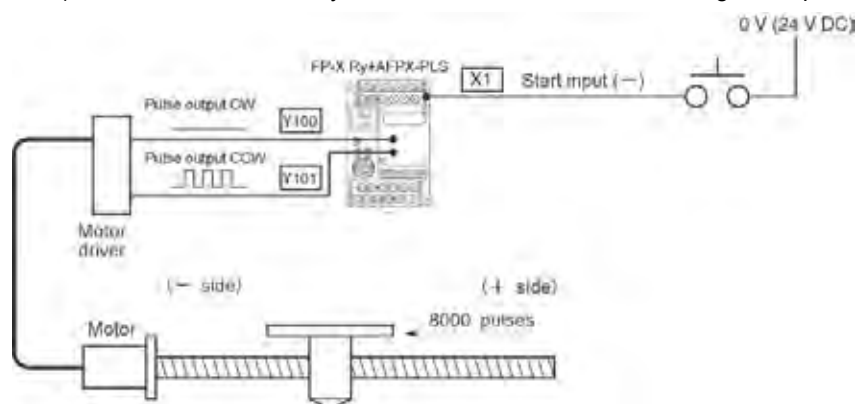 0 V (24 V DC)
FP-X Ry+AFPX-PLS
X1
Start input (−)
Pulse output CW
Y100
Pulse output CCW
Y101
Motor
driver
(− side)
(+ side)
8000 pulses
Motor